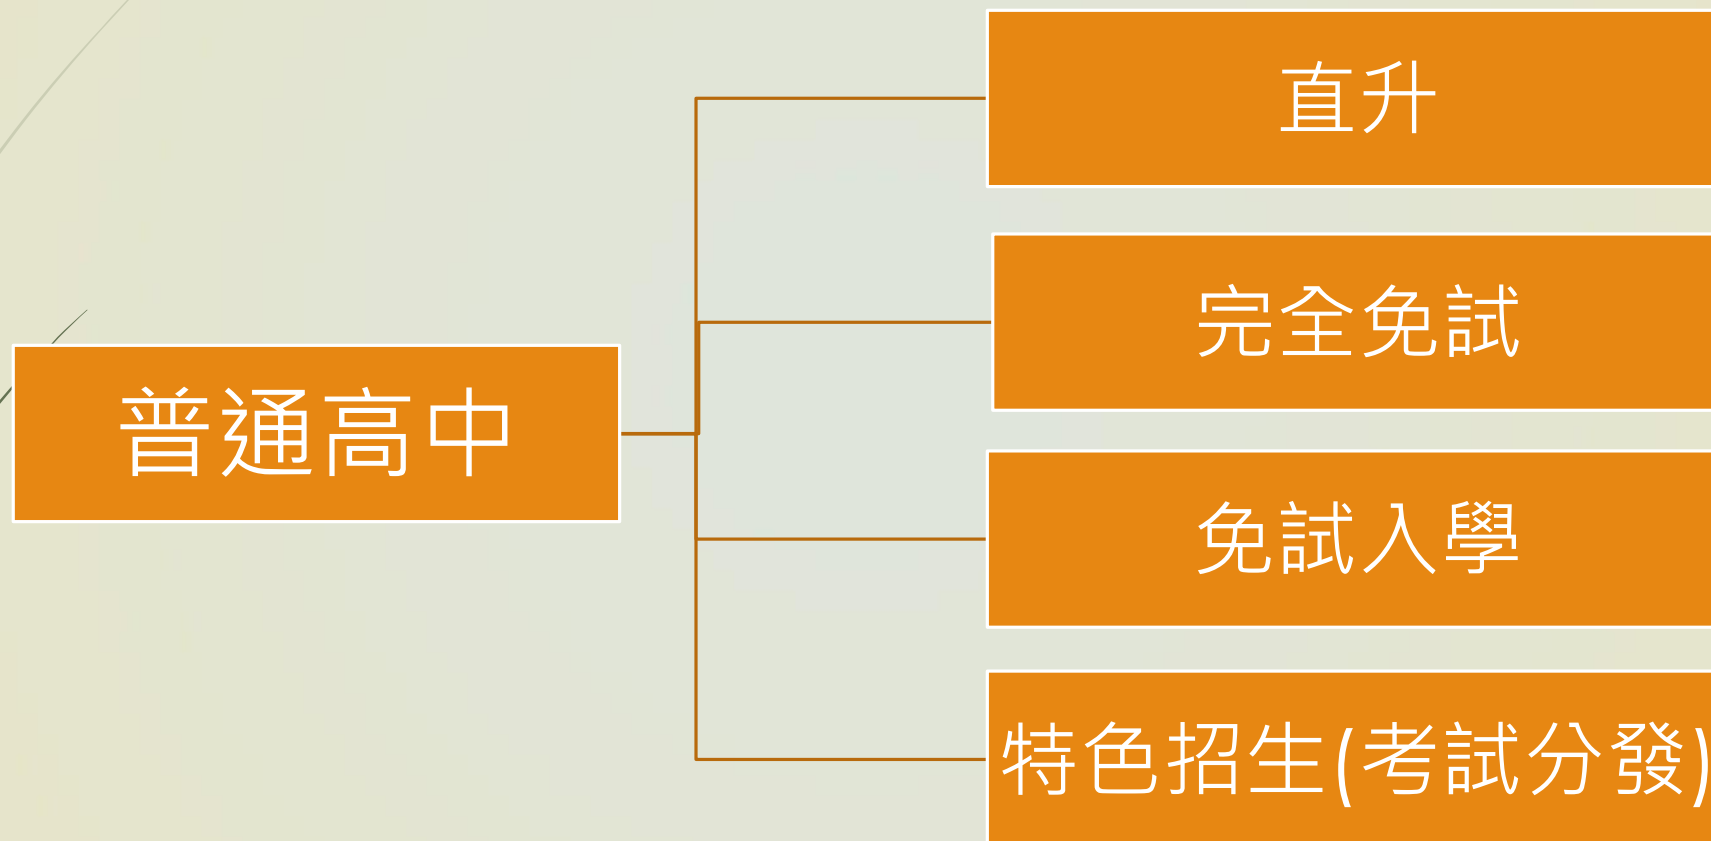 普通高中
直升
完全免試
免試入學
特色招生(考試分發)